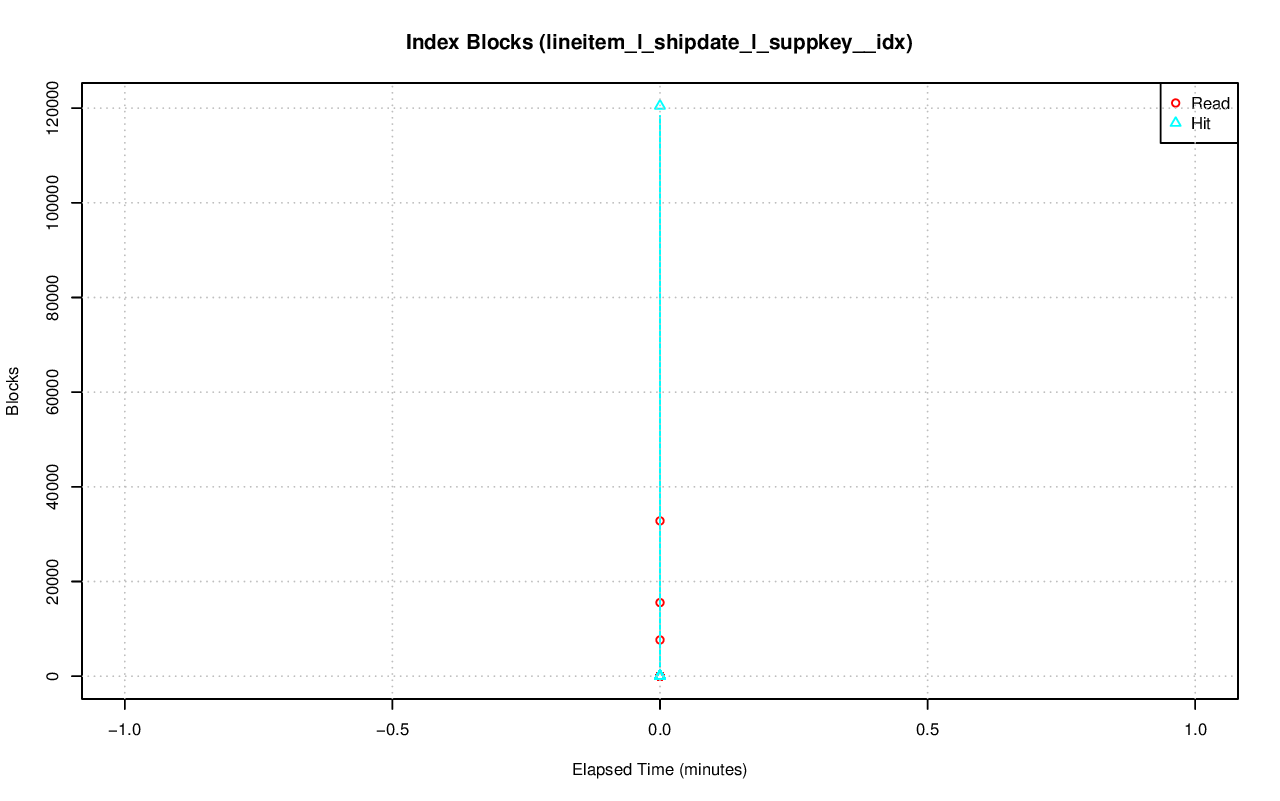 Index Blocks (lineitem_l_shipdate_l_suppkey__idx)
Read
Hit
120000
100000
80000
60000
40000
20000
0
Blocks
−1.0
−0.5
0.0
0.5
1.0
Elapsed Time (minutes)